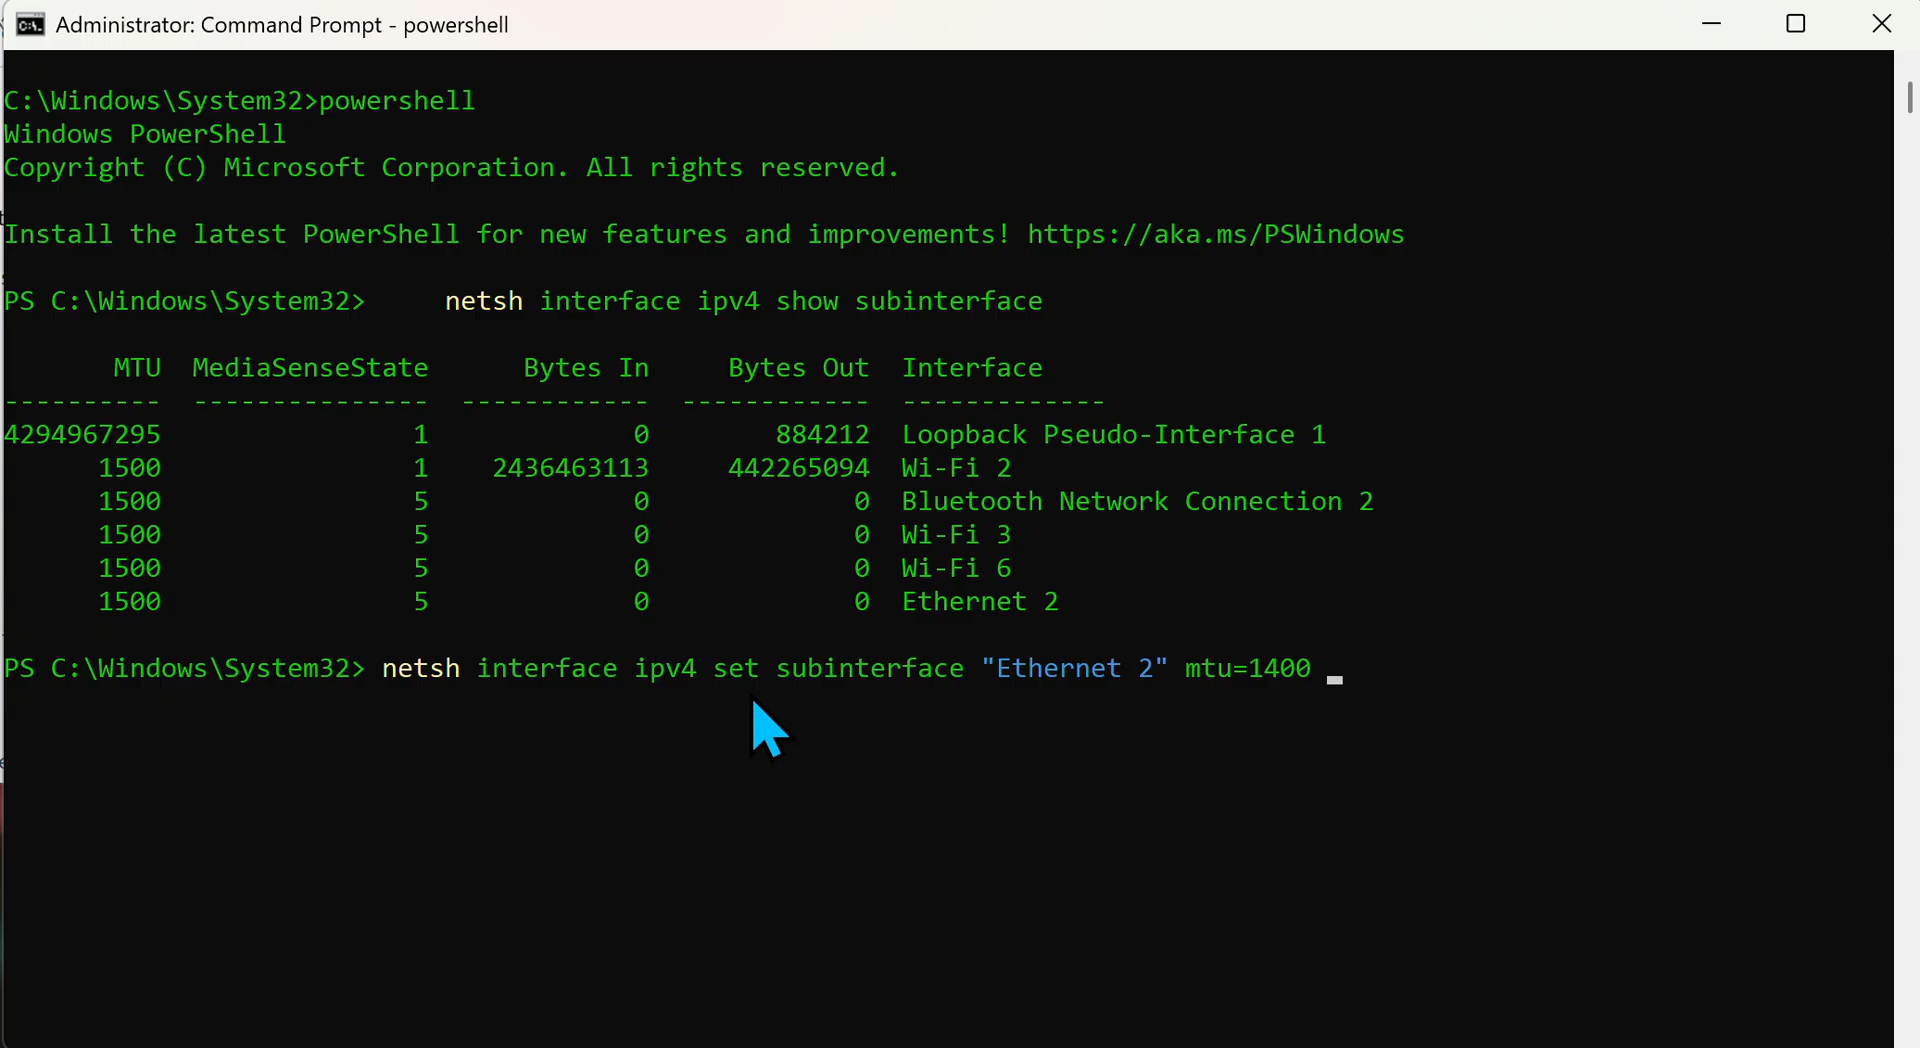 Administrator: Command Prompt - powershell
C:\Windows\System32>powershell
Windows PowerShell
Copyright (C) Microsoft Corporation. All rights reserved.
Install the latest PowerShell for new features and improvements! https://aka.ms/PSWindows
PS C:\Windows\System32>     netsh interface ipv4 show subinterface
       MTU  MediaSenseState      Bytes In     Bytes Out  Interface
----------  ---------------  ------------  ------------  -------------
4294967295                1             0        884212  Loopback Pseudo-Interface 1
      1500                1    2436463113     442265094  Wi-Fi 2
      1500                5             0             0  Bluetooth Network Connection 2
      1500                5             0             0  Wi-Fi 3
      1500                5             0             0  Wi-Fi 6
      1500                5             0             0  Ethernet 2
PS C:\Windows\System32> netsh interface ipv4 set subinterface "Ethernet 2" mtu=1400